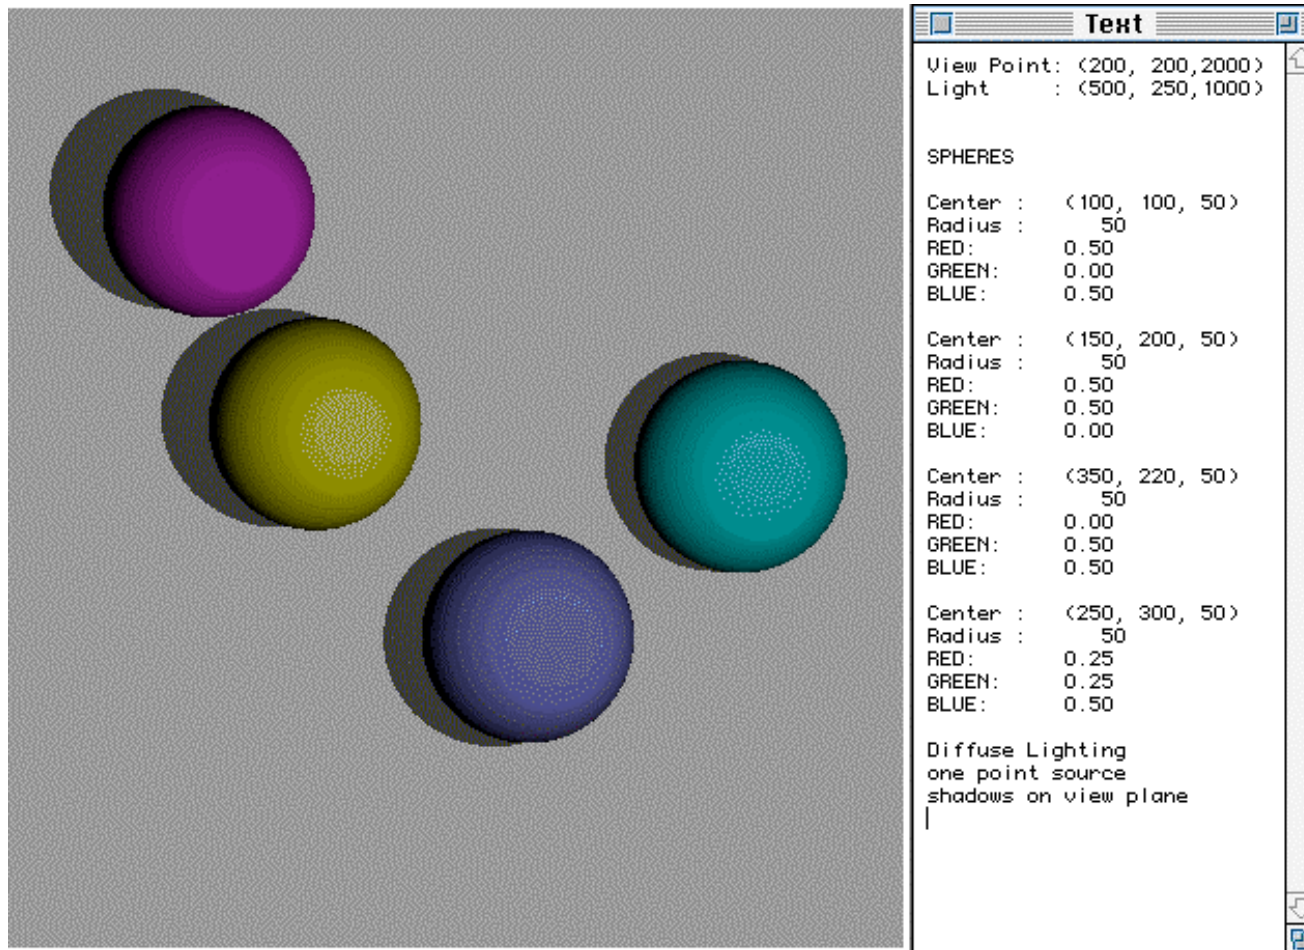 Text
View Point: (200, 200,2000)
Light     : (500, 250,1000)
SPHERES
Center :   (100, 100, 50)
Radius :      50
RED:        0.50
GREEN:      0.00
BLUE:       0.50
Center :   (150, 200, 50)
Radius :      50
RED:        0.50
GREEN:      0.50
BLUE:       0.00
Center :   (350, 220, 50)
Radius :      50
RED:        0.00
GREEN:      0.50
BLUE:       0.50
Center :   (250, 300, 50)
Radius :      50
RED:        0.25
GREEN:      0.25
BLUE:       0.50
Diffuse Lighting
one point source
shadows on view plane